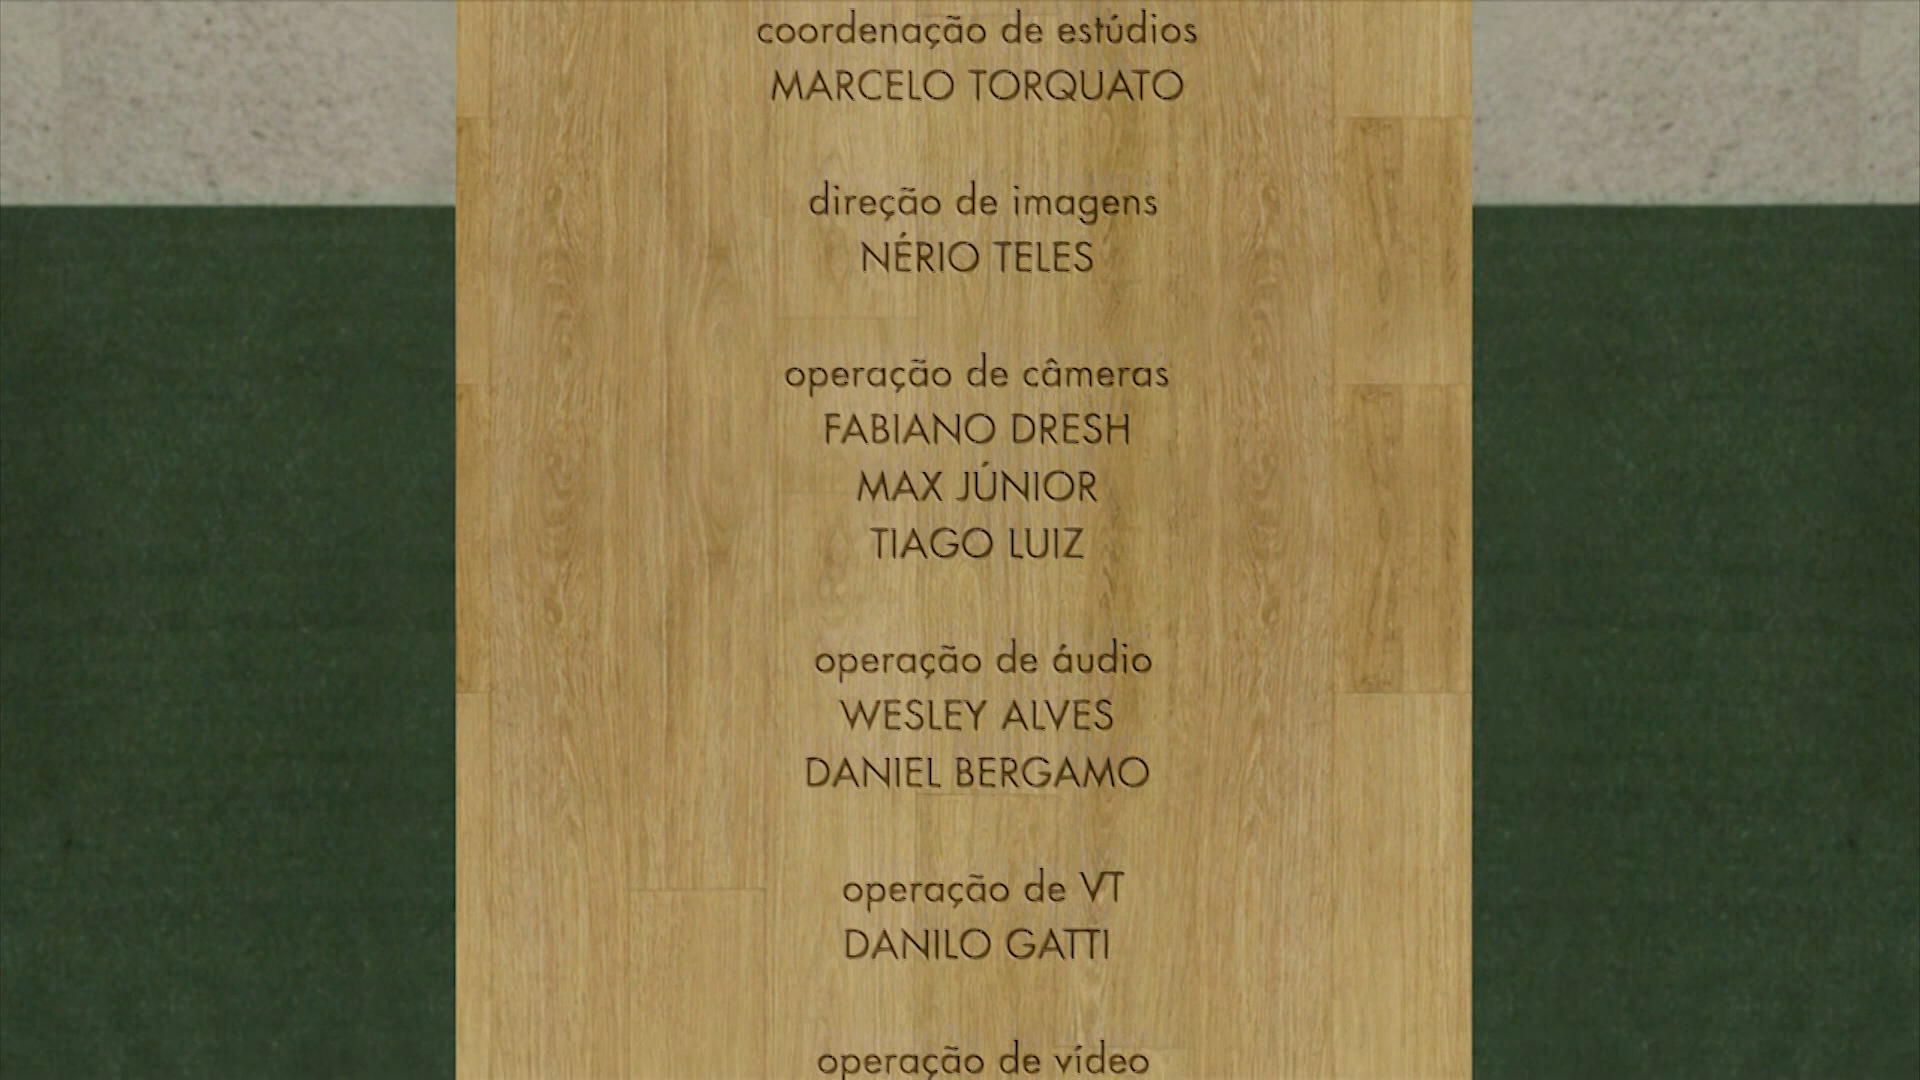 coordenação de estúdios
MARCELO TORQUATO
direção de imagens
NÉRIO TELES
operação de câmeras
FABIANO DRESH
MAX JÚNIOR
TIAGO LUIZ
operação de áudio
WESLEY ALVES
DANIEL BERGAMO
operação de VT
DANILO GATTI
operação de vídeo